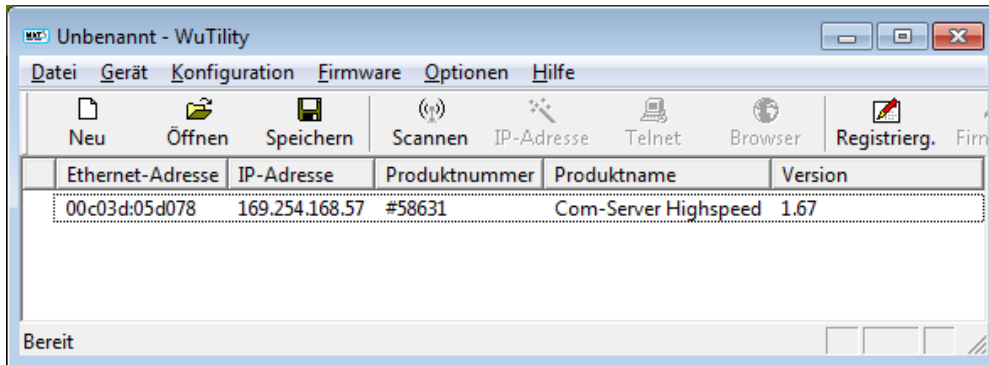 Unbenannt - WuTility
Datei Gerät Konfiguration Firmware Optionen Hilfe
Neu Öffnen Speichern Scannen IP-Adresse Telnet Browser Registrierg. Firn
Ethernet-Adresse IP-Adresse Produktnummer Produktname Version
00c03d:05d078 169.254.168.57 #58631 Com-Server Highspeed 1.67
Bereit